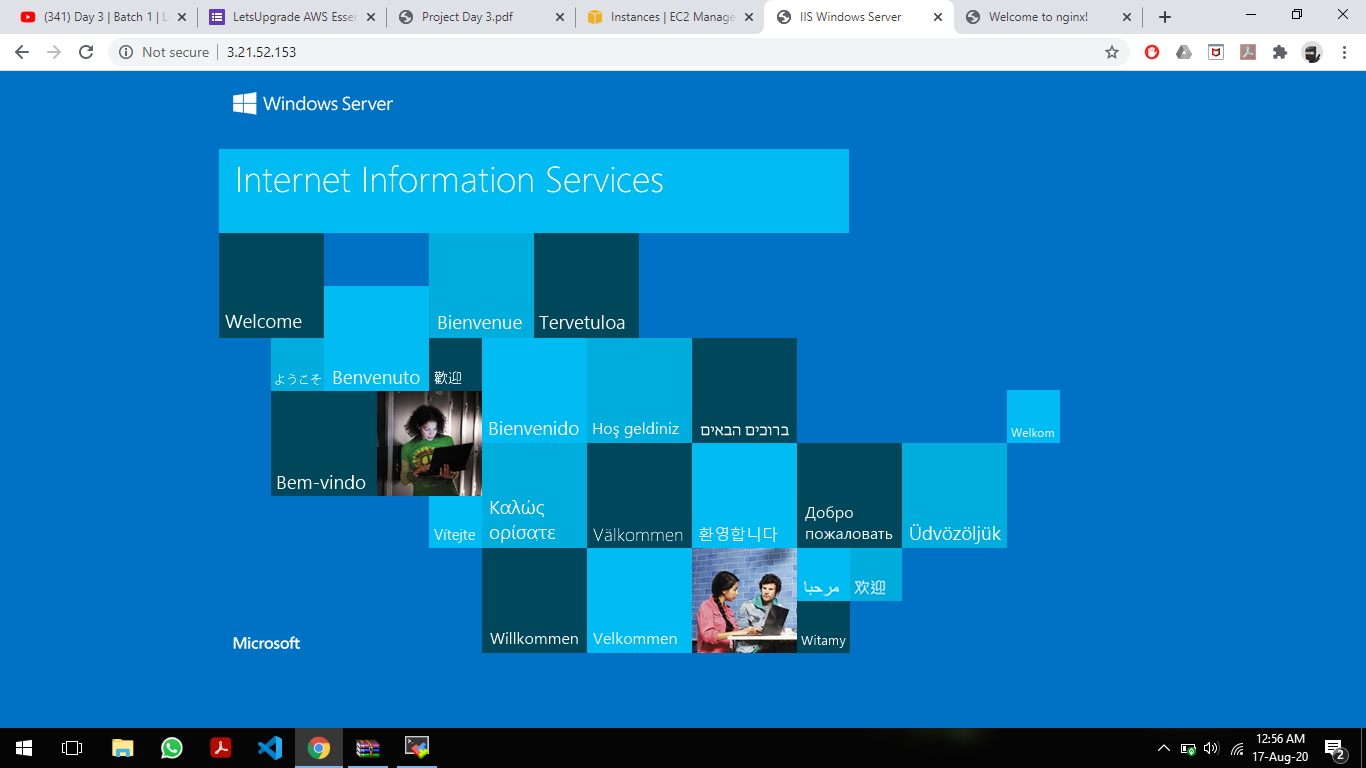 (341) Day 3 | Batch 1 | L
LetsUpgrade AWS Esse
Project Day 3.pdf
Instances | EC2 Manage
IIS Windows Server
Welcome to nginx!
Not secure
3.21.52.153
Windows Server
Internet Information Services
Welcome
Bienvenue
Tervetuloa
ようこそ
Benvenuto
歡迎
Bienvenido
Hoş geldiniz
ברוכים הבאים
Welkom
Bem-vindo
Vítejte
Καλώς
ορίσατε
Välkommen
환영합니다
Добро
пожаловать
Üdvözöljük
Willkommen
Velkommen
مرحبا
欢迎
Witamy
Microsoft
12:56 AM
17-Aug-20
2